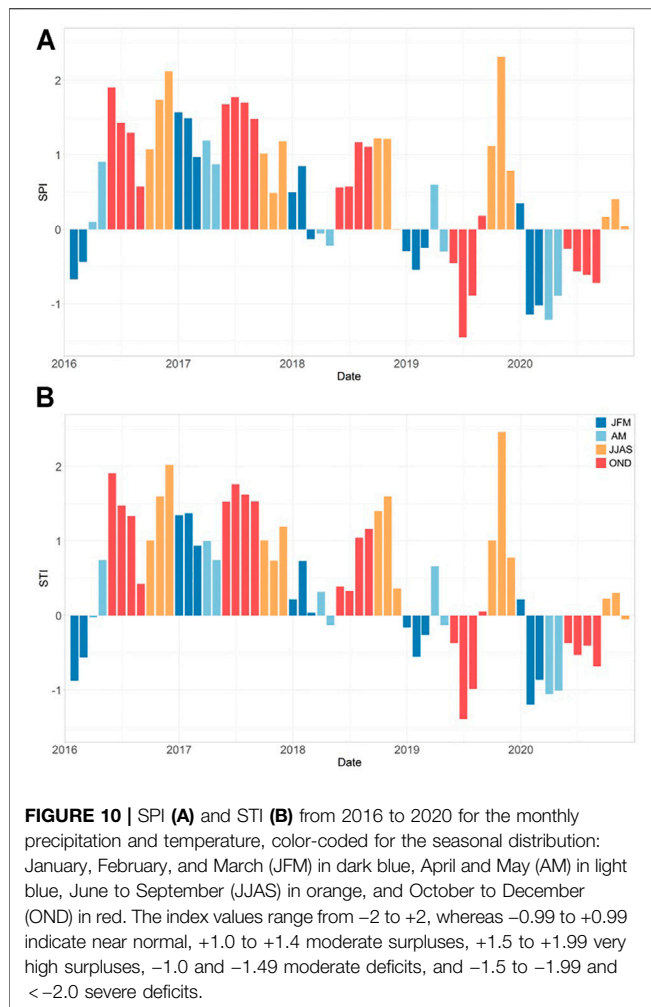 A
2
1
0
-1
SPI
2016 2017 2018 2019 2020
Date
B
JFM
AM
JJAS
OND
2
1
0
-1
STI
2016 2017 2018 2019 2020
Date
FIGURE 10 | SPI (A) and STI (B) from 2016 to 2020 for the monthly
precipitation and temperature, color-coded for the seasonal distribution:
January, February, and March (JFM) in dark blue, April and May (AM) in light
blue, June to September (JJAS) in orange, and October to December
(OND) in red. The index values range from −2 to +2, whereas −0.99 to +0.99
indicate near normal, +1.0 to +1.4 moderate surpluses, +1.5 to +1.99 very
high surpluses, −1.0 and −1.49 moderate deficits, and −1.5 to −1.99 and
<−2.0 severe deficits.